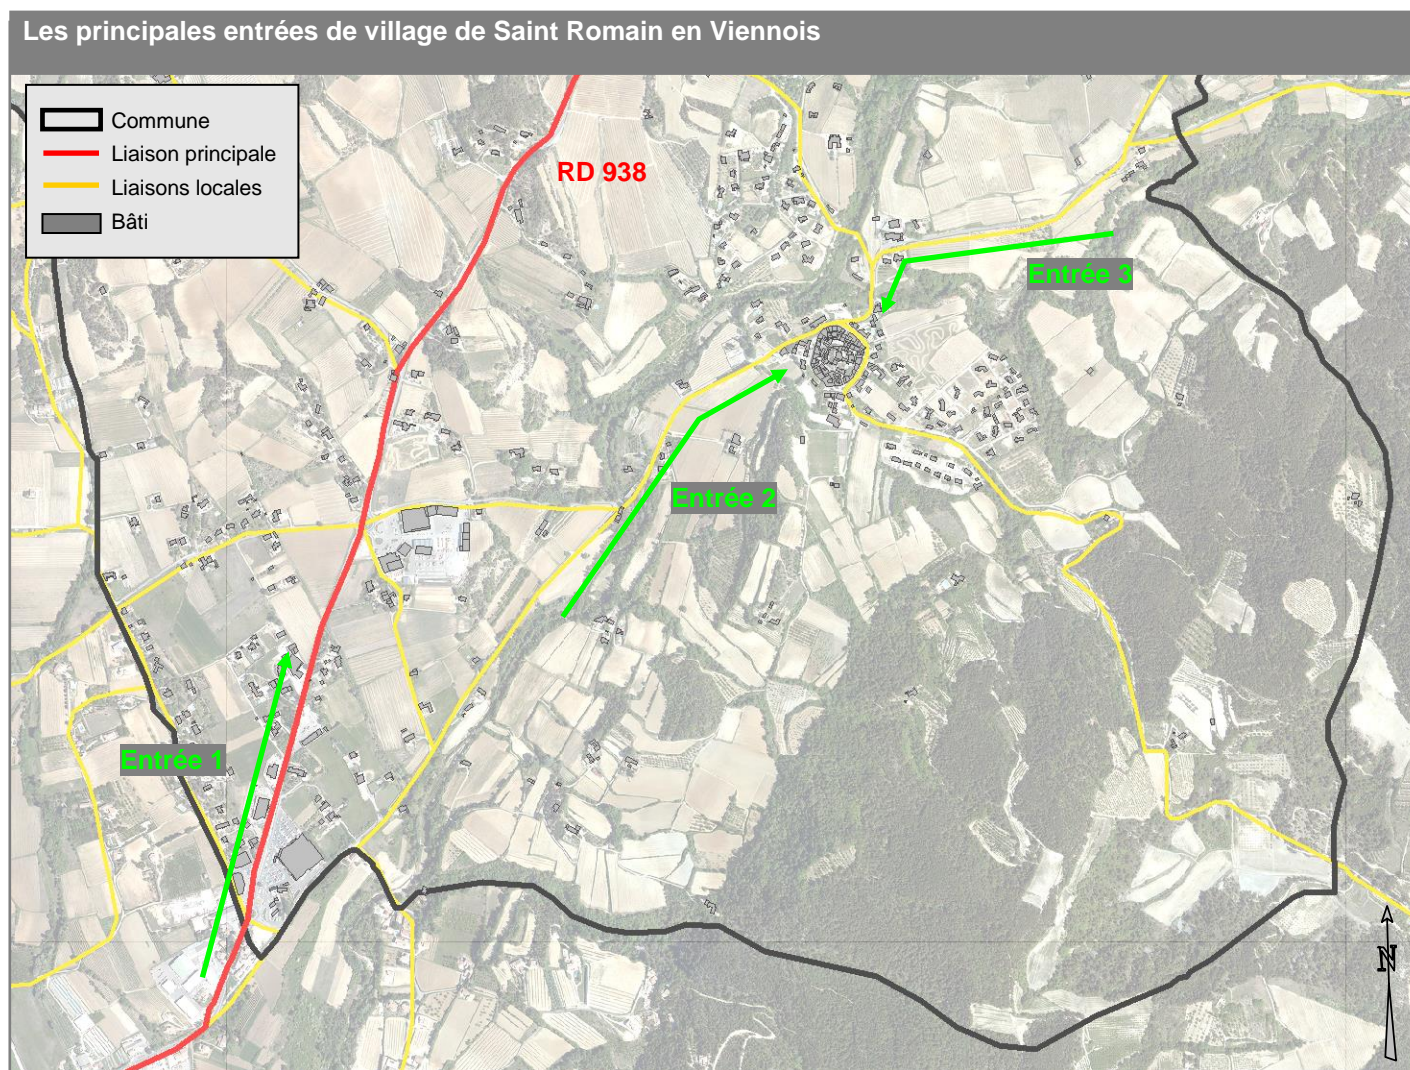 Les principales entrées de village de Saint Romain en Viennois
Commune
Liaison principale
Liaisons locales
Bâti
RD 938
Entrée 3
Entrée 2
Entrée 1
N